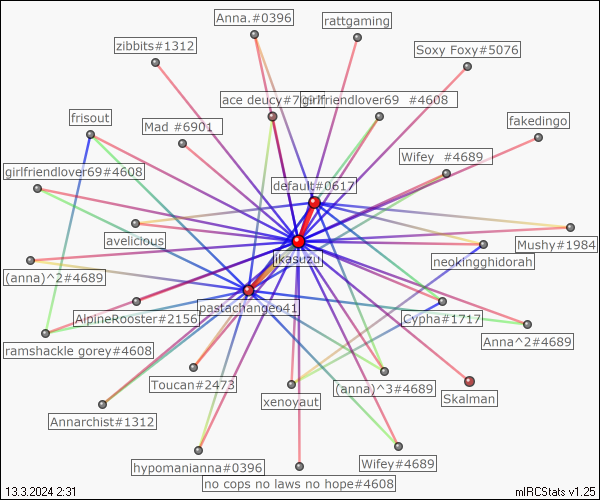 Anna.#0396
rattgaming
zibbits#1312
Soxy Foxy#5076
ace deucy#7
girlfriendlover69 #4608
frisout
Mad #6901
fakedingo
Wifey #4689
girlfriendlover69#4608
default#0617
avelicious
Mushy#1984
ikasuzu
neokingghidorah
(anna)^2#4689
pastachangeo41
AlpineRooster#2156
Cypha#1717
Anna^2#4689
ramshackle gorey#4608
Toucan#2473
(anna)^3#4689
xenoyaut
Skalman
Annarchist#1312
hypomanianna#0396
Wifey#4689
no cops no laws no hope#4608
13.3.2024 2:31
mIRCStats v1.25